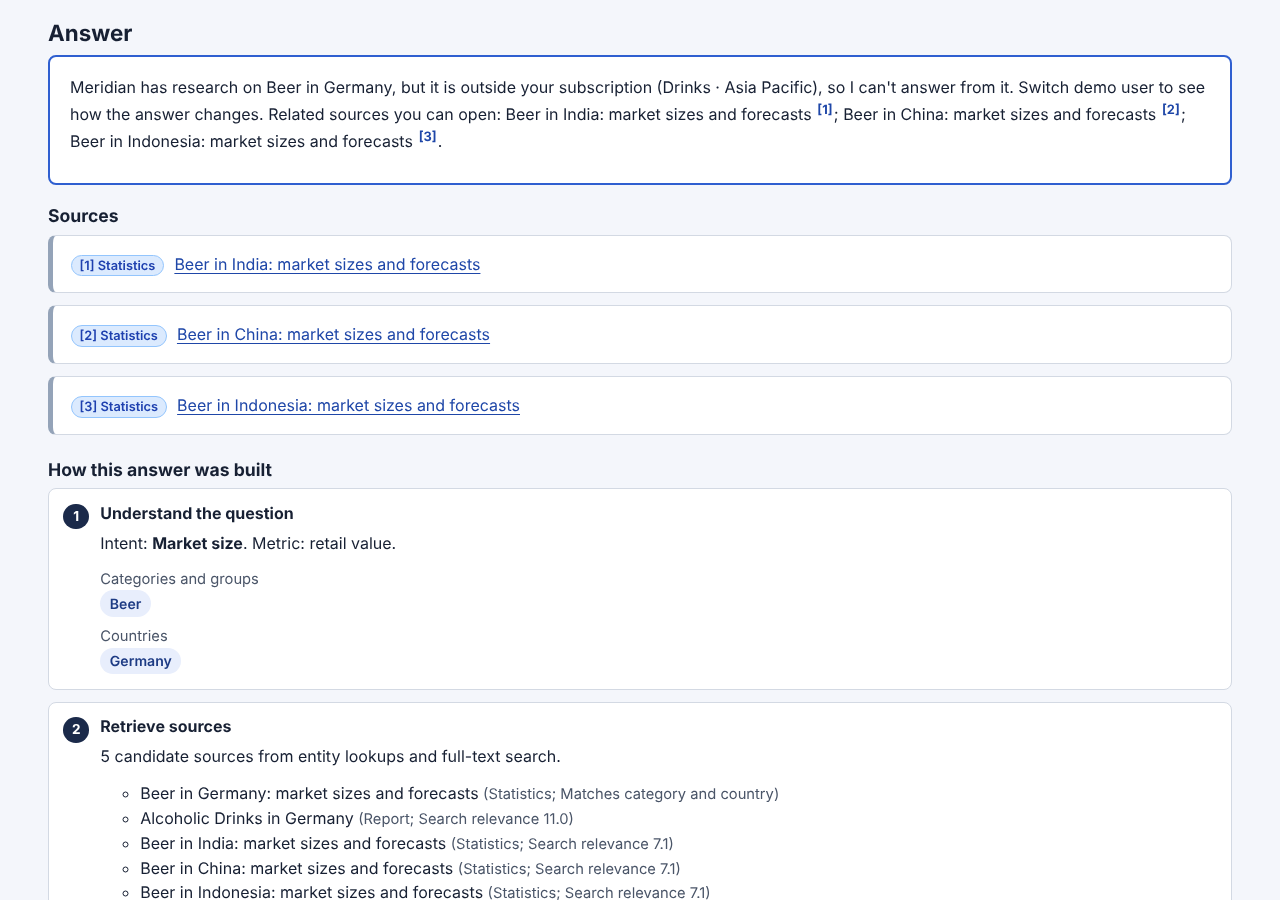 Answer
Meridian has research on Beer in Germany, but it is outside your subscription (Drinks · Asia Pacific), so I can't answer from it. Switch demo user to see
how the answer changes. Related sources you can open: Beer in India: market sizes and forecasts [1]; Beer in China: market sizes and forecasts [2];
Beer in Indonesia: market sizes and forecasts [3].
Sources
[1] Statistics Beer in India: market sizes and forecasts
[2] Statistics Beer in China: market sizes and forecasts
[3] Statistics Beer in Indonesia: market sizes and forecasts
How this answer was built
1 Understand the question
Intent: Market size. Metric: retail value.
Categories and groups
Beer
Countries
Germany
2 Retrieve sources
5 candidate sources from entity lookups and full-text search.
Beer in Germany: market sizes and forecasts (Statistics; Matches category and country)
Alcoholic Drinks in Germany (Report; Search relevance 11.0)
Beer in India: market sizes and forecasts (Statistics; Search relevance 7.1)
Beer in China: market sizes and forecasts (Statistics; Search relevance 7.1)
Beer in Indonesia: market sizes and forecasts (Statistics; Search relevance 7.1)